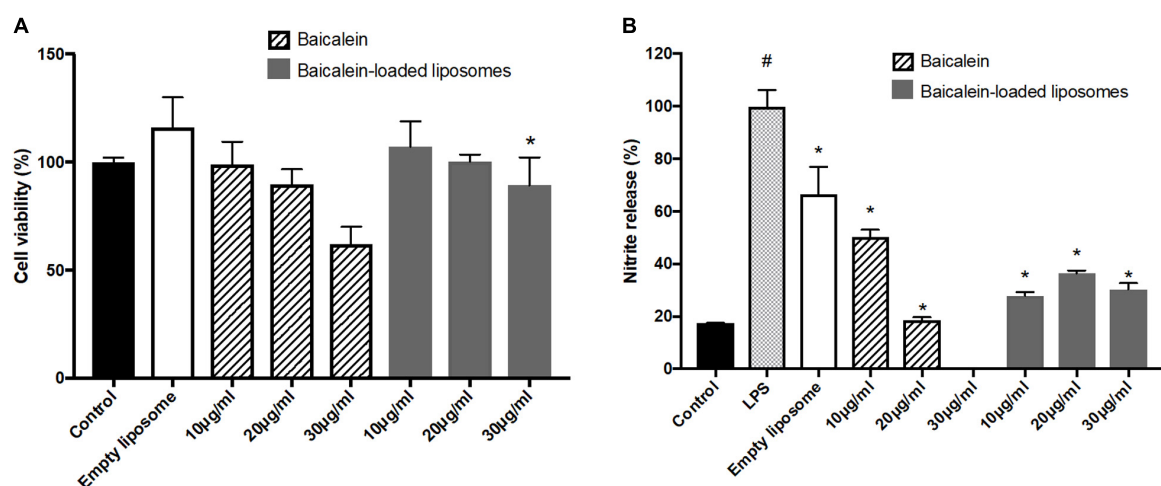 A
Baicalein
Baicalein-loaded liposomes
Cell viability (%)
150
100
50
0
*
Control
Empty liposome
10µg/ml
20µg/ml
30µg/ml
10µg/ml
20µg/ml
30µg/ml
B
Baicalein
Baicalein-loaded liposomes
Nitrite release (%)
120
100
80
60
40
20
0
#
*
*
*
*
*
*
Control
LPS
Empty liposome
10µg/ml
20µg/ml
30µg/ml
10µg/ml
20µg/ml
30µg/ml